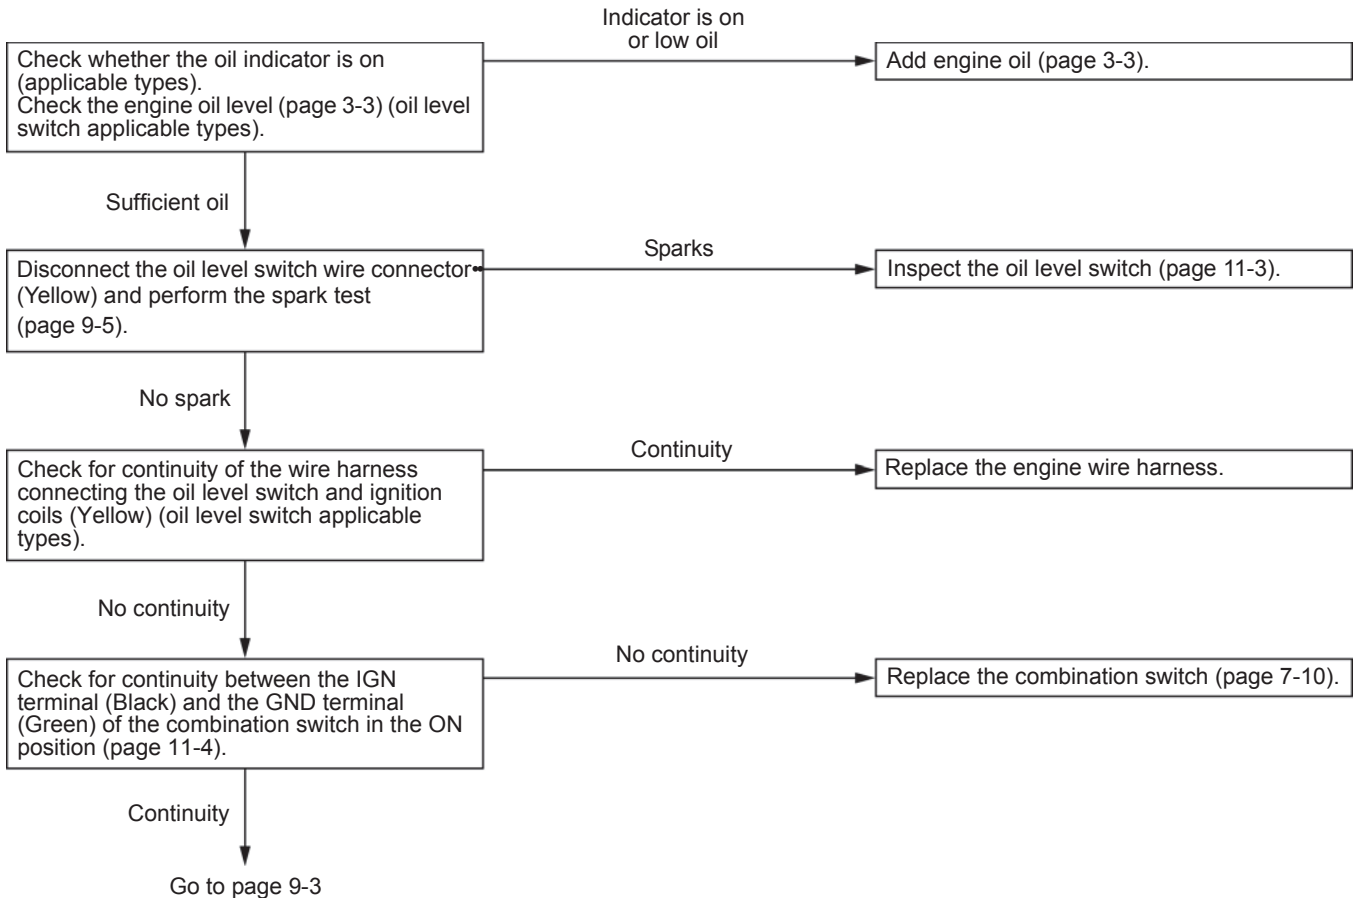 Indicator is on
or low oil
Check whether the oil indicator is on
(applicable types).
Check the engine oil level (page 3-3) (oil level
switch applicable types).
Add engine oil (page 3-3).
Sufficient oil
Disconnect the oil level switch wire connector
(Yellow) and perform the spark test
(page 9-5).
Sparks
Inspect the oil level switch (page 11-3).
No spark
Check for continuity of the wire harness
connecting the oil level switch and ignition
coils (Yellow) (oil level switch applicable
types).
Continuity
Replace the engine wire harness.
No continuity
Check for continuity between the IGN
terminal (Black) and the GND terminal
(Green) of the combination switch in the ON
position (page 11-4).
No continuity
Replace the combination switch (page 7-10).
Continuity
Go to page 9-3